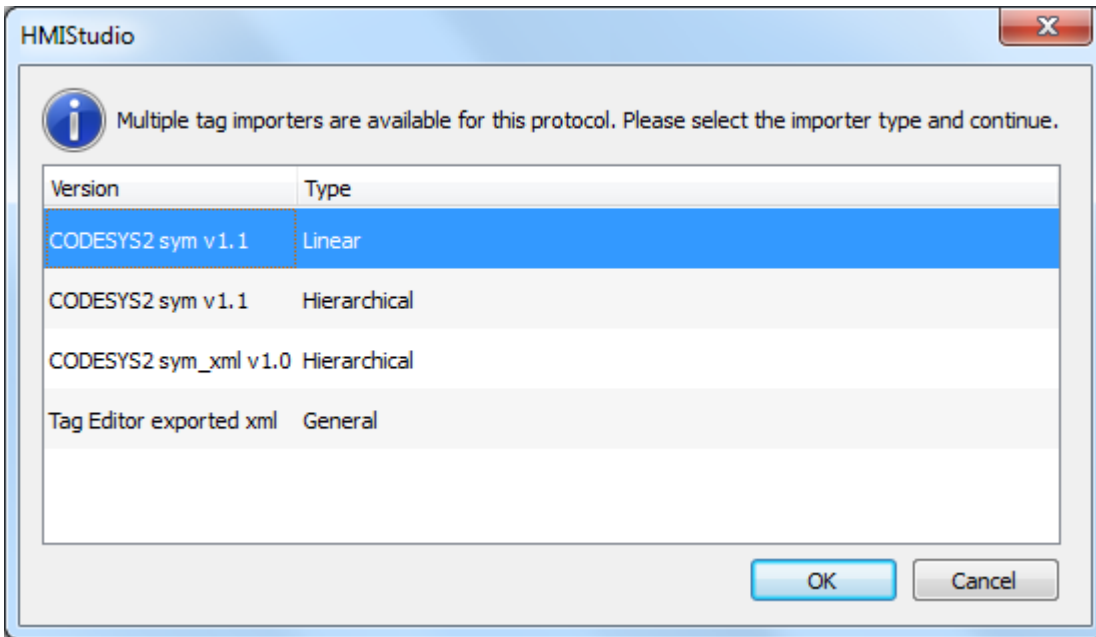 HMIStudio
Multiple tag importers are available for this protocol. Please select the importer type and continue.
Version Type
CODESYS2 sym v1.1 Linear
CODESYS2 sym v1.1 Hierarchical
CODESYS2 sym_xml v1.0 Hierarchical
Tag Editor exported xml General
OK Cancel